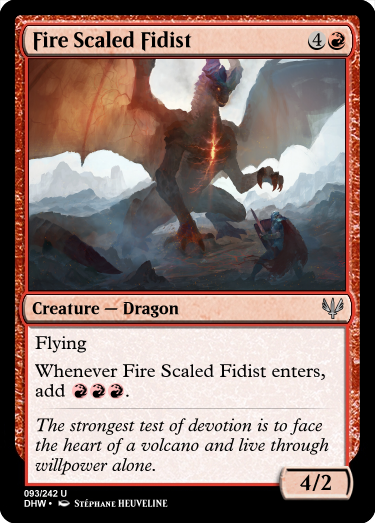 Fire Scaled Fidist 4
Creature — Dragon
Flying
Whenever Fire Scaled Fidist enters,
add
.
The strongest test of devotion is to face
the heart of a volcano and live through
willpower alone.
4/2
093/242 U
DHW • Stéphane Heuveline